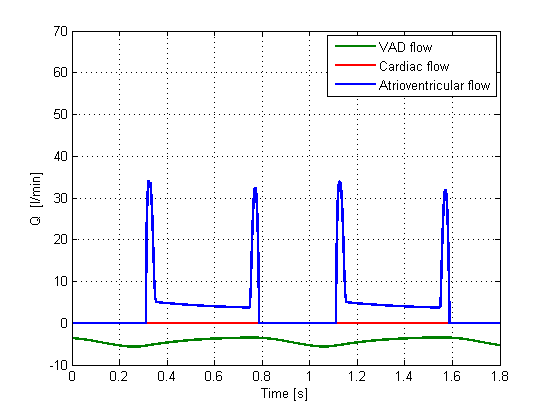 70
60
50
40
30
20
10
0
-10
Q [l/min]
VAD flow
Cardiac flow
Atrioventricular flow
0 0.2 0.4 0.6 0.8 1 1.2 1.4 1.6 1.8
Time [s]